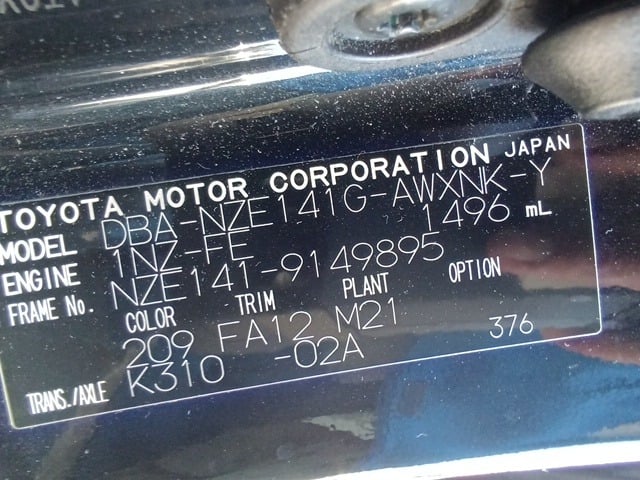 TOYOTA MOTOR CORPORATION JAPAN
MODEL DBA-NZE141G-AWXNK-Y
ENGINE 1NZ-FE 1496 mL
FRAME No. NZE141-9149895
COLOR TRIM PLANT OPTION
209 FA12 M21
TRANS./AXLE K310 -02A 376